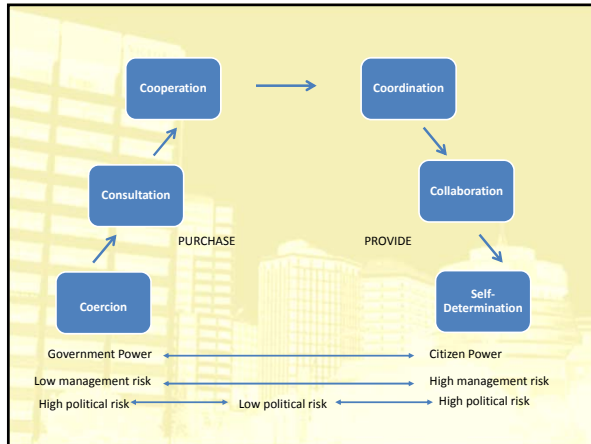 Cooperation
Coordination
Consultation
Collaboration
PURCHASE
PROVIDE
Coercion
Self-
Determination
Government Power
Citizen Power
Low management risk
High management risk
High political risk
Low political risk
High political risk